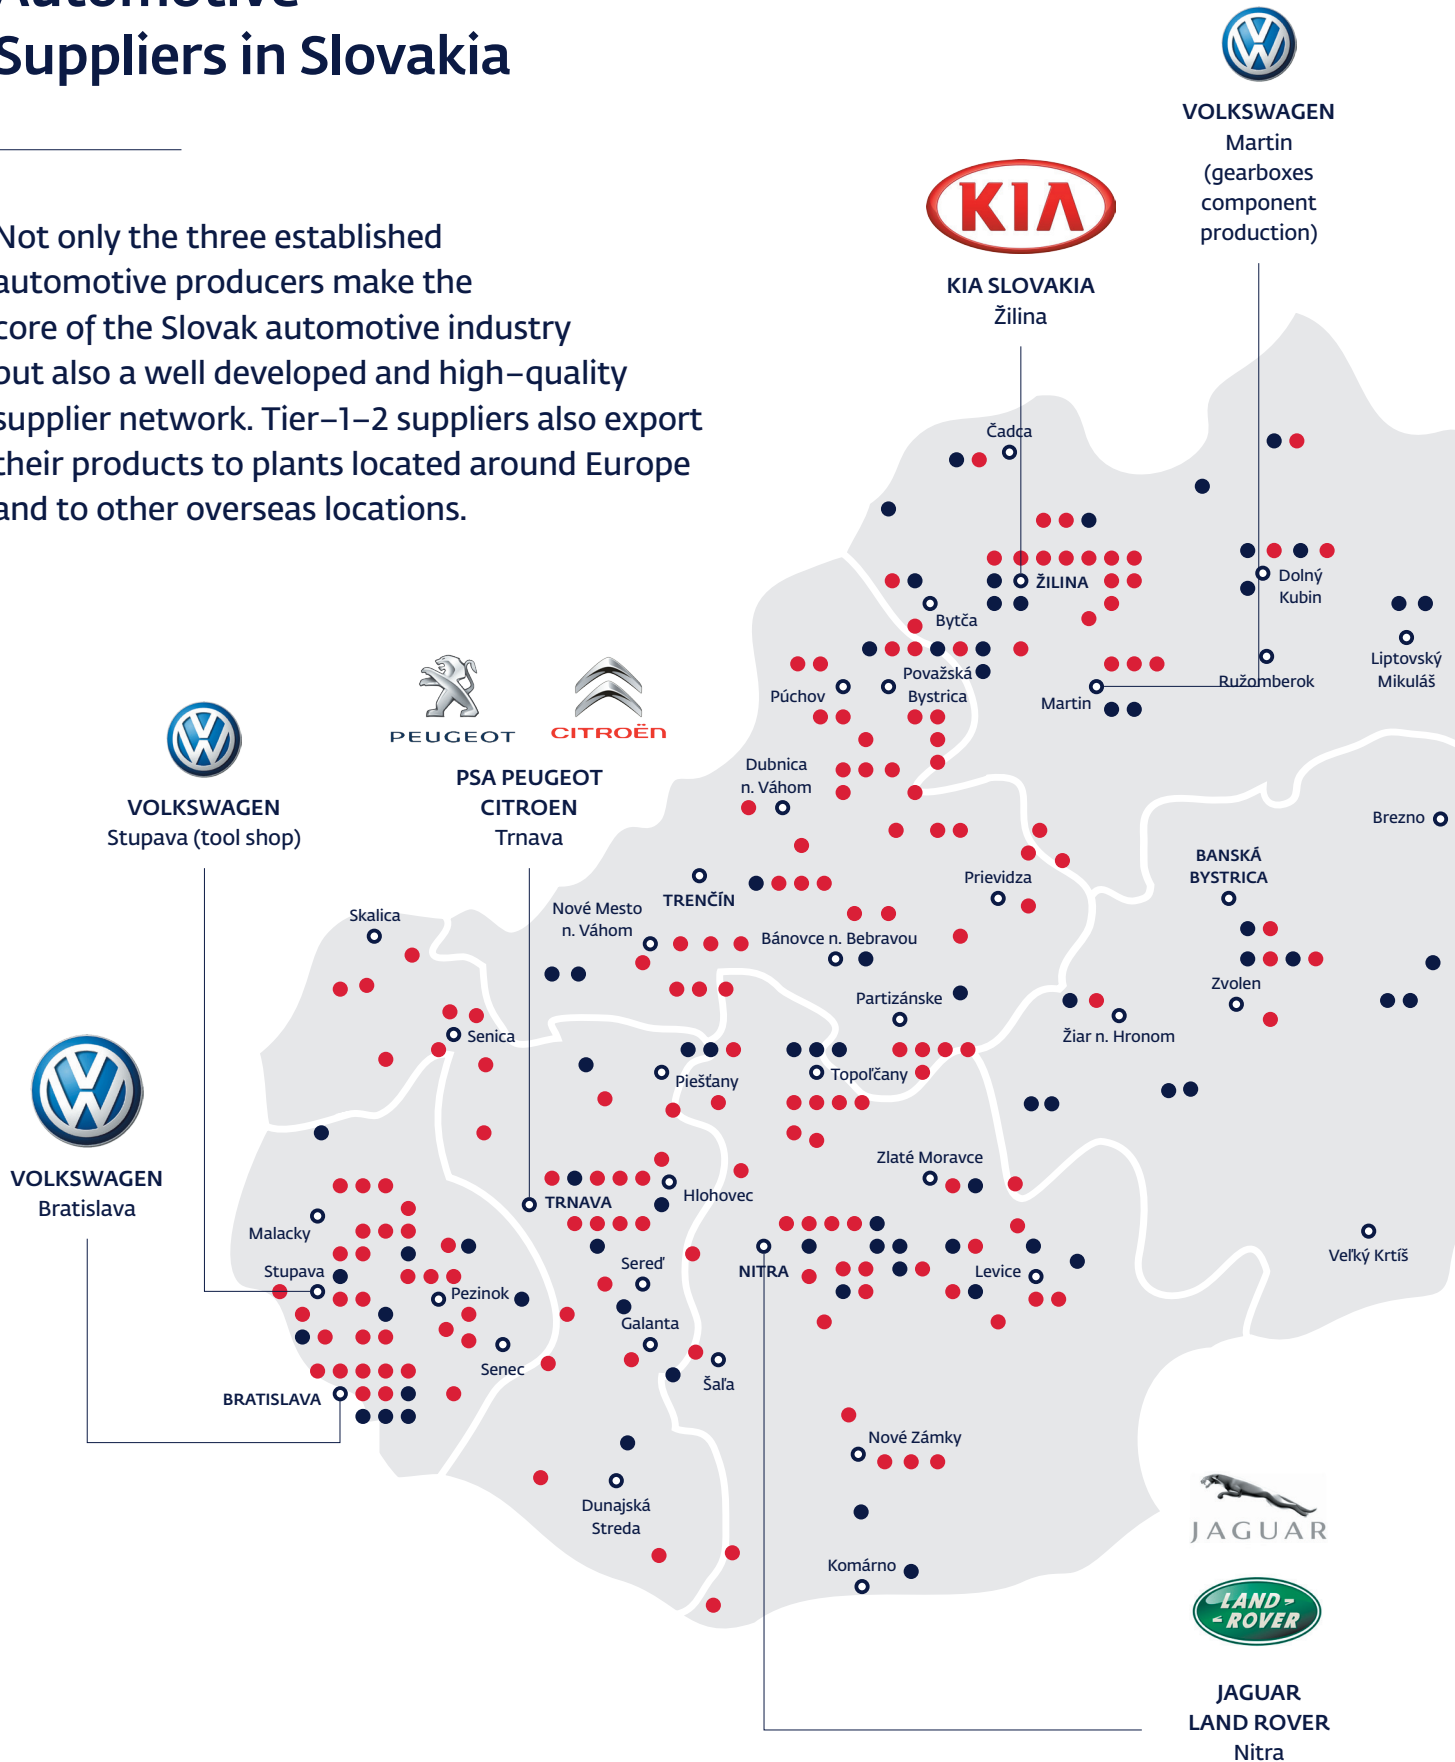 Automotive
Suppliers in Slovakia
Not only the three established
automotive producers make the
core of the Slovak automotive industry
but also a well developed and high–quality
supplier network. Tier–1–2 suppliers also export
their products to plants located around Europe
and to other overseas locations.
VOLKSWAGEN
Martin
(gearboxes
component
production)
KIA
KIA SLOVAKIA
Žilina
PEUGEOT
CITROËN
PSA PEUGEOT
CITROEN
Trnava
VOLKSWAGEN
Stupava (tool shop)
VOLKSWAGEN
Bratislava
Čadca
ŽILINA
Bytča
Dolný
Kubin
Liptovský
Mikuláš
Ružomberok
Martin
Považská
Bystrica
Púchov
Dubnica
n. Váhom
Brezno
BANSKÁ
BYSTRICA
Prievidza
TRENČÍN
Nové Mesto
n. Váhom
Skalica
Bánovce n. Bebravou
Zvolen
Partizánske
Žiar n. Hronom
Senica
Piešťany
Topoľčany
Zlaté Moravce
Hlohovec
TRNAVA
Malacky
Veľký Krtíš
Sereď
NITRA
Levice
Stupava
Pezinok
Galanta
Senec
Šaľa
BRATISLAVA
Nové Zámky
Dunajská
Streda
Komárno
JAGUAR
LAND-
-ROVER
JAGUAR
LAND ROVER
Nitra